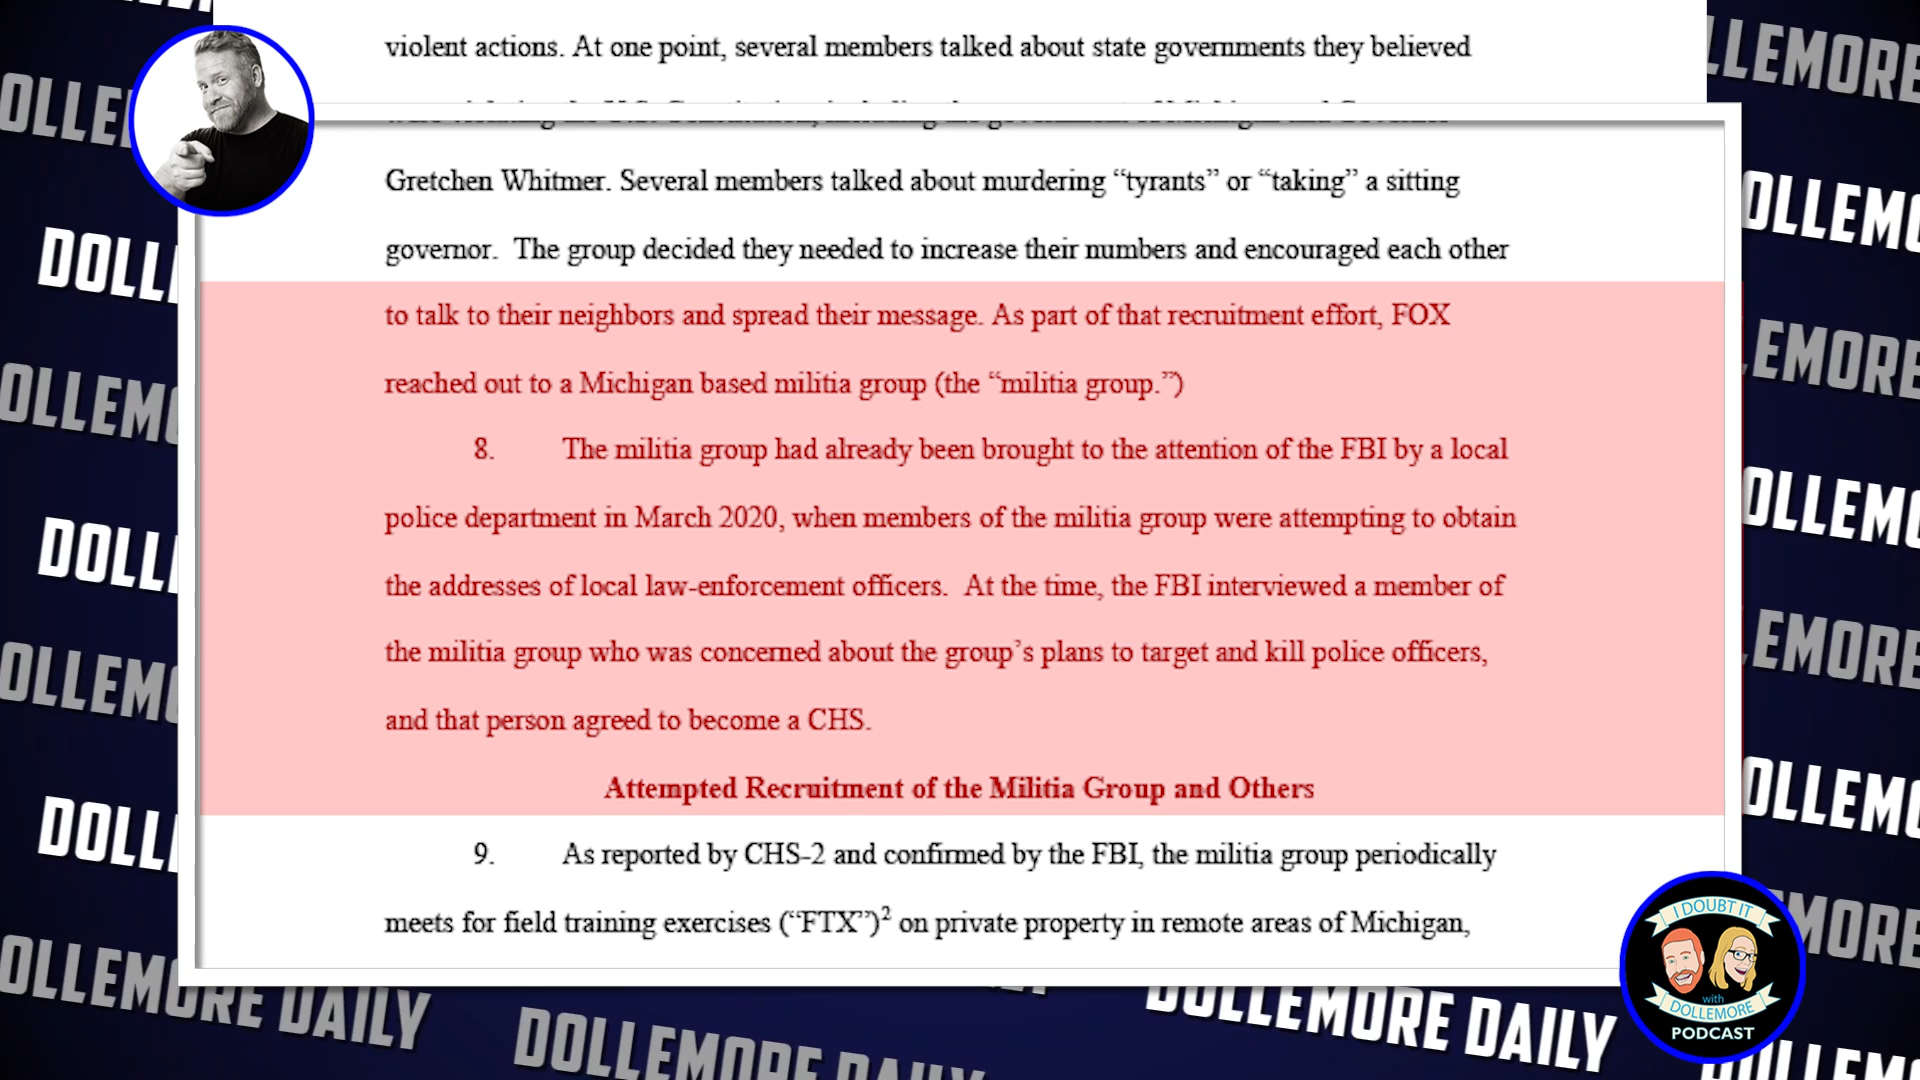 violent actions. At one point, several members talked about state governments they believed
Gretchen Whitmer. Several members talked about murdering “tyrants” or “taking” a sitting
governor.  The group decided they needed to increase their numbers and encouraged each other
to talk to their neighbors and spread their message. As part of that recruitment effort, FOX
reached out to a Michigan based militia group (the “militia group.”)
8. The militia group had already been brought to the attention of the FBI by a local
police department in March 2020, when members of the militia group were attempting to obtain
the addresses of local law-enforcement officers.  At the time, the FBI interviewed a member of
the militia group who was concerned about the group’s plans to target and kill police officers,
and that person agreed to become a CHS.
Attempted Recruitment of the Militia Group and Others
9. As reported by CHS-2 and confirmed by the FBI, the militia group periodically
meets for field training exercises (“FTX”)² on private property in remote areas of Michigan,
DOLLEMORE DAILY
DOLLEMORE DAILY
DOLLEMORE DAILY
I DOUBT IT
with
DOLLEMORE
PODCAST